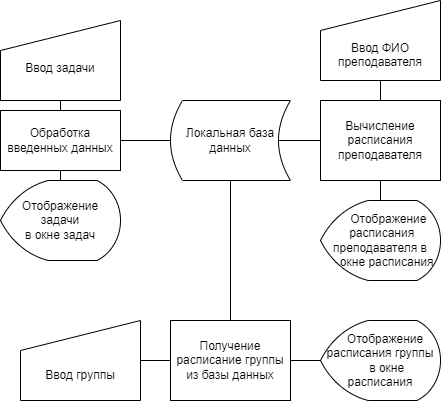 Ввод задачи
Ввод ФИО
преподавателя
Обработка
введенных данных
Локальная база
данных
Вычисление
расписания
преподавателя
Отображение
задачи
в окне задач
Отображение
расписания
преподавателя в
окне расписания
Ввод группы
Получение
расписание группы
из базы данных
Отображение
расписания группы
в окне
расписания